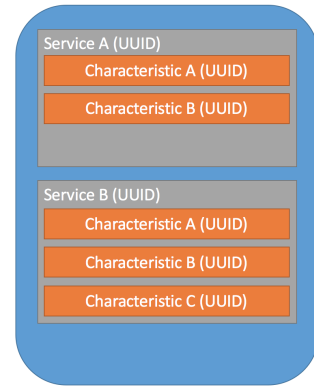 Service A (UUID)
Characteristic A (UUID)
Characteristic B (UUID)
Service B (UUID)
Characteristic A (UUID)
Characteristic B (UUID)
Characteristic C (UUID)